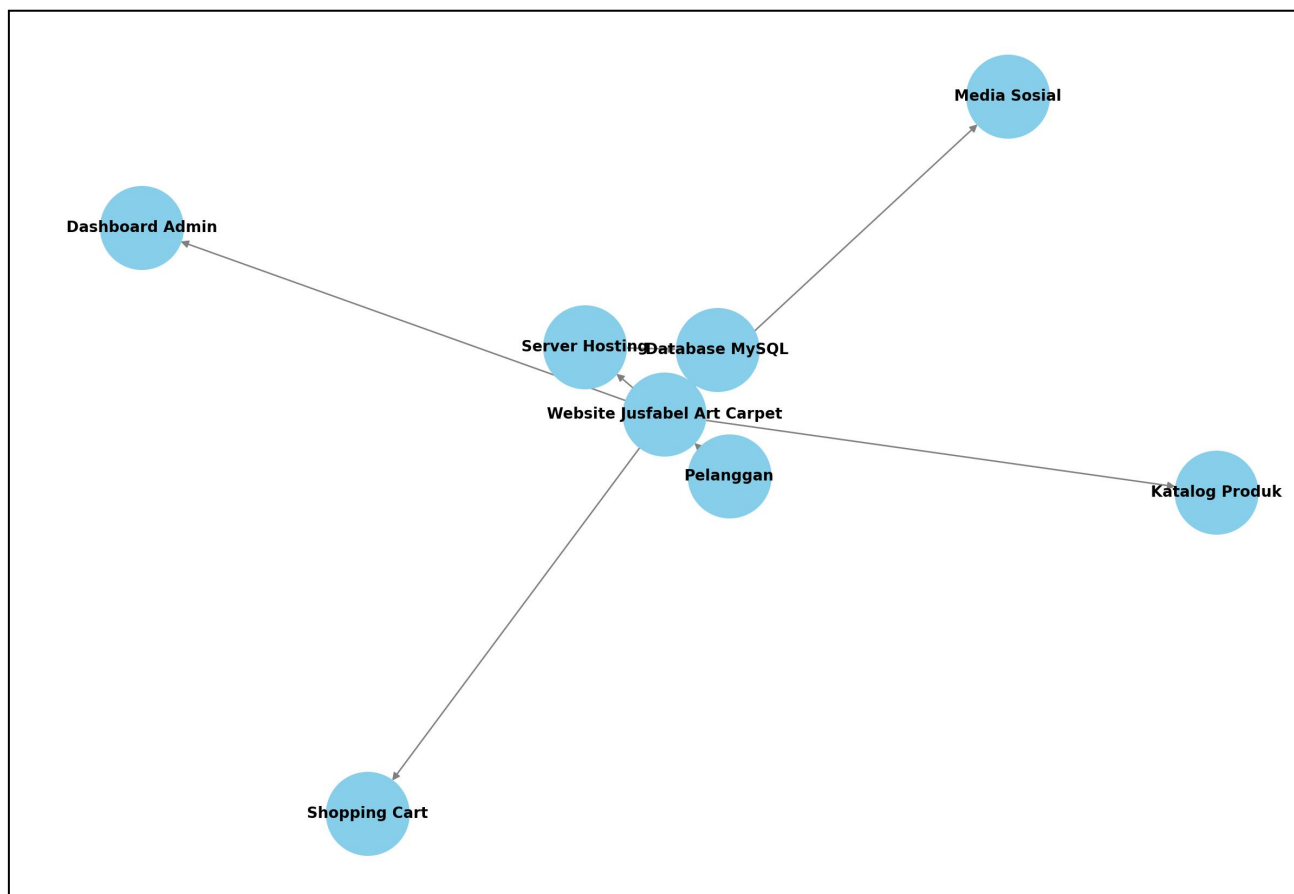 Media Sosial
Dashboard Admin
Server Hosting
Database MySQL
Website Jusfabel Art Carpet
Pelanggan
Katalog Produk
Shopping Cart